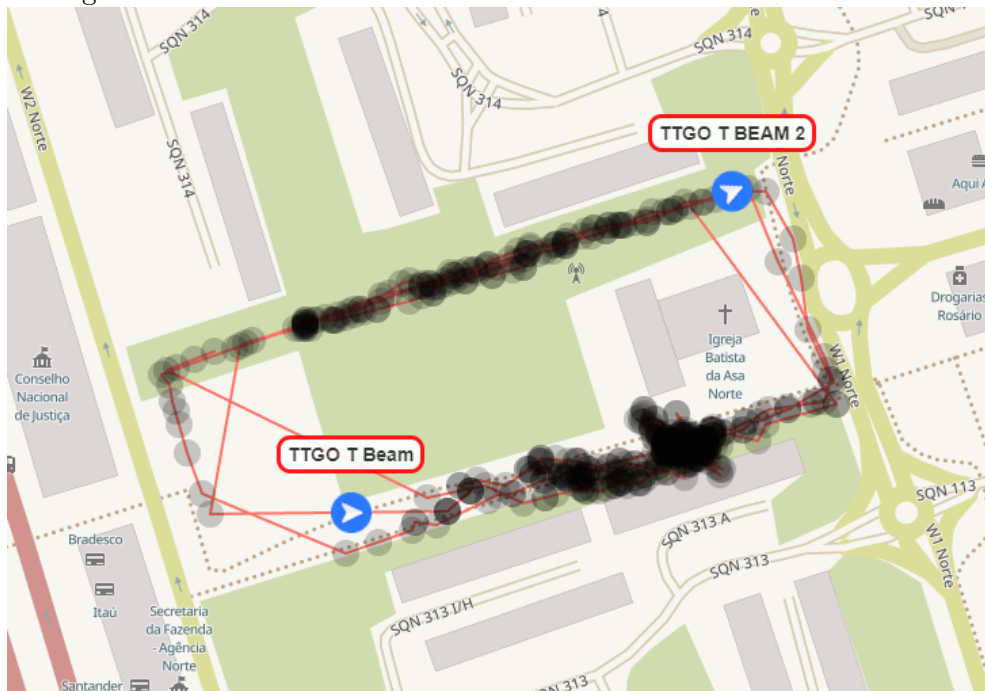 SQN 314
SQN 314
SQN 314
W2 Norte
SQN 314
TTGO T BEAM 2
Norte
Aqui A
Drogarias
Rosário
Igreja
Batista
da Asa
Norte
W1 Norte
Conselho
Nacional
de Justiça
TTGO T Beam
SQN 113
SQN 313 A
W1 Norte
SQN 313
Bradesco
Itaú
SQN 313 I/H
Secretaria
da Fazenda
- Agência
Norte
Santander
313